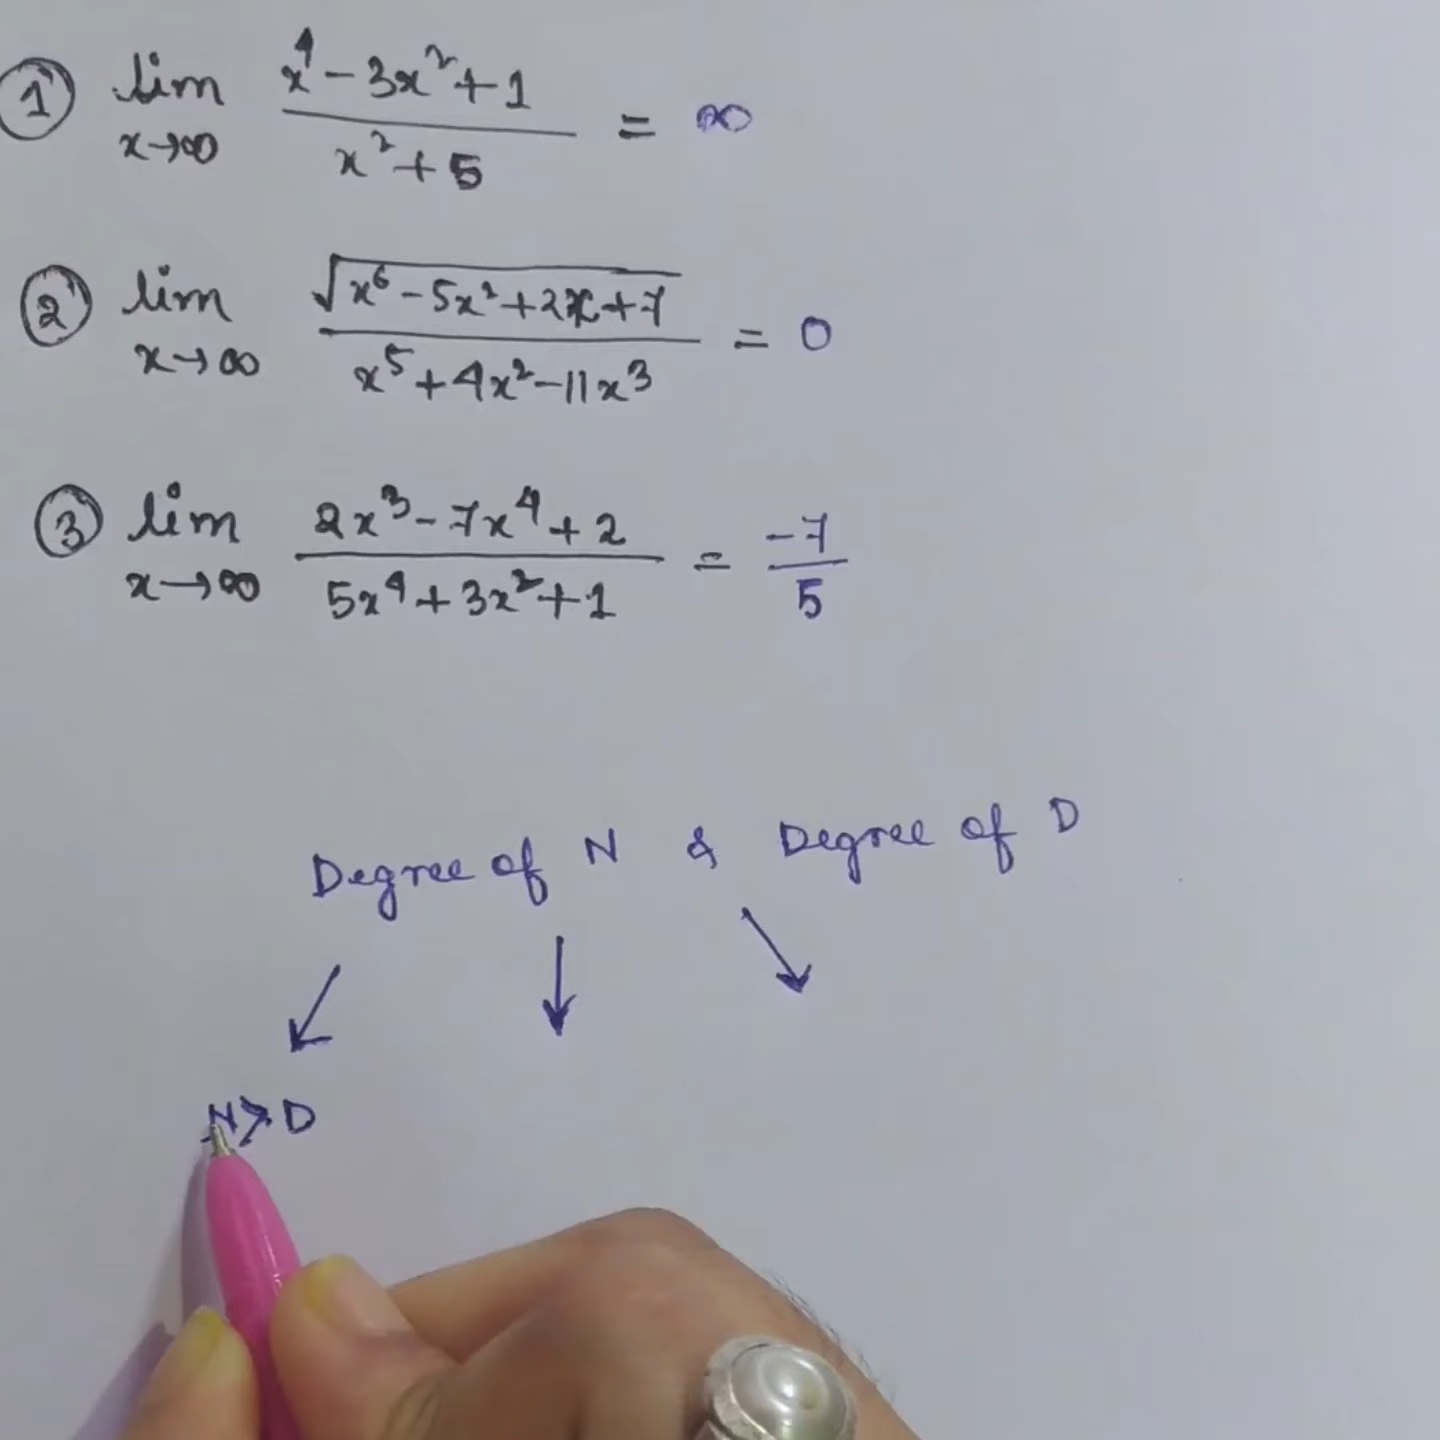 ① lim x→∞ (x⁴ - 3x² + 1)/(x² + 5) = ∞
② lim x→∞ √(x⁶ - 5x² + 2x + 7)/(x⁵ + 4x² - 11x³) = 0
③ lim x→∞ (2x³ - 7x⁴ + 2)/(5x⁴ + 3x² + 1) = -7/5
Degree of N & Degree of D
N > D